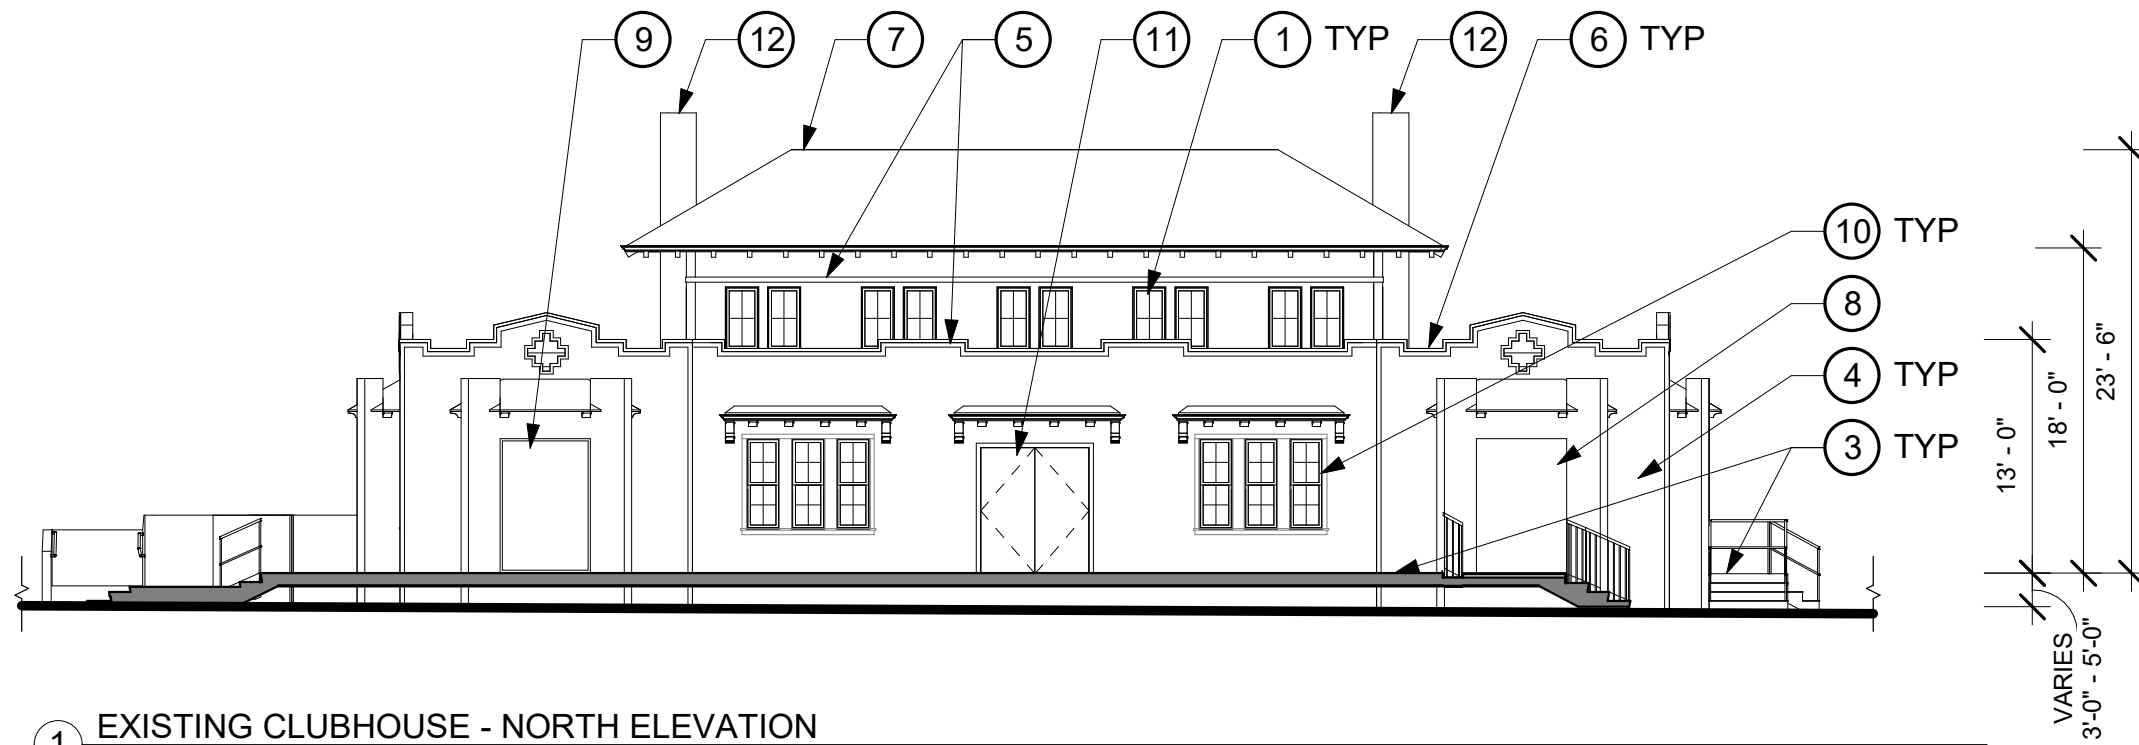 9
12
7
5
11
1 TYP
12
6 TYP
10 TYP
8
4 TYP
3 TYP
13' - 0"
18' - 0"
23' - 6"
VARIES
3'-0" - 5'-0"
1
EXISTING CLUBHOUSE - NORTH ELEVATION